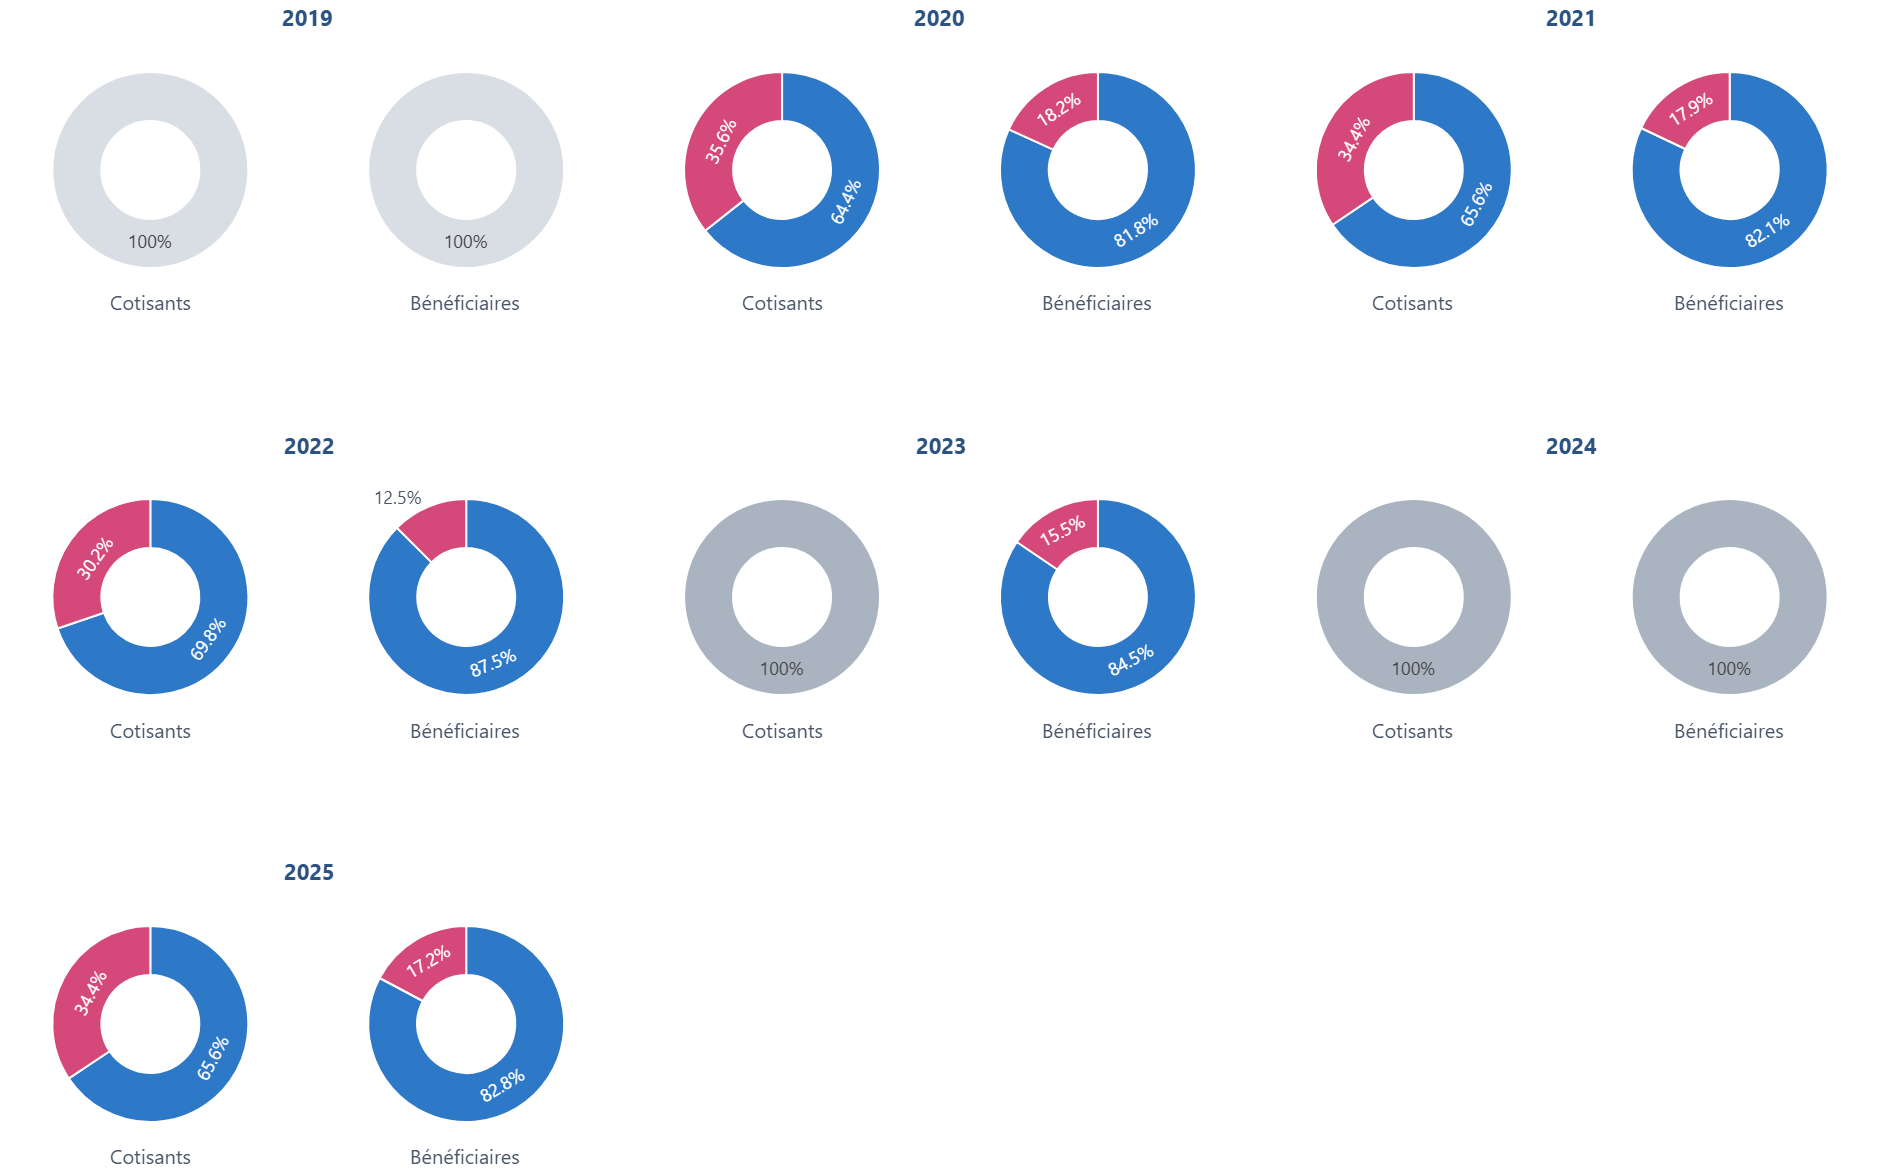 2019
2020
2021
100%
100%
35.6%
64.4%
18.2%
81.8%
34.4%
65.6%
17.9%
82.1%
Cotisants
Bénéficiaires
Cotisants
Bénéficiaires
Cotisants
Bénéficiaires
2022
2023
2024
30.2%
69.8%
12.5%
87.5%
100%
15.5%
84.5%
100%
100%
Cotisants
Bénéficiaires
Cotisants
Bénéficiaires
Cotisants
Bénéficiaires
2025
34.4%
65.6%
17.2%
82.8%
Cotisants
Bénéficiaires